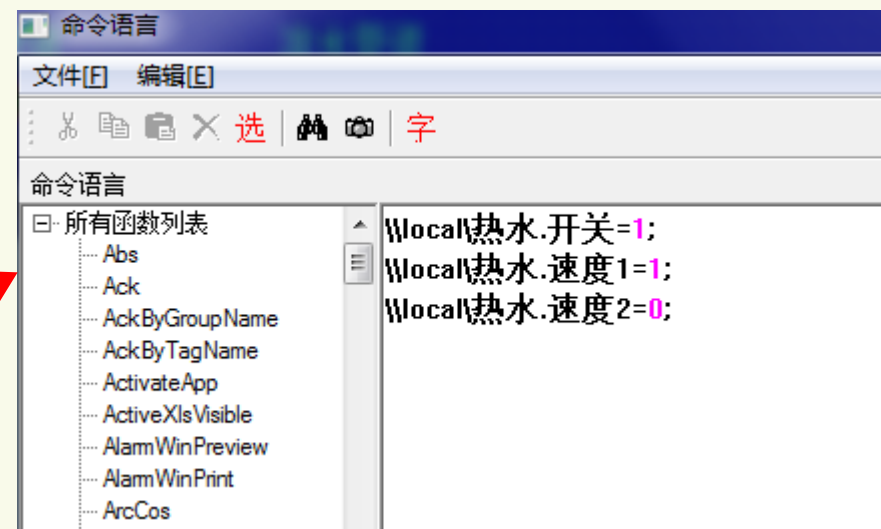 命令语言
文件[F] 编辑[E]
选 字
命令语言
所有函数列表
Abs
Ack
AckByGroupName
AckByTagName
ActivateApp
ActiveXlsVisible
AlarmWinPreview
AlarmWinPrint
ArcCos
\\local\热水.开关=1;
\\local\热水.速度1=1;
\\local\热水.速度2=0;